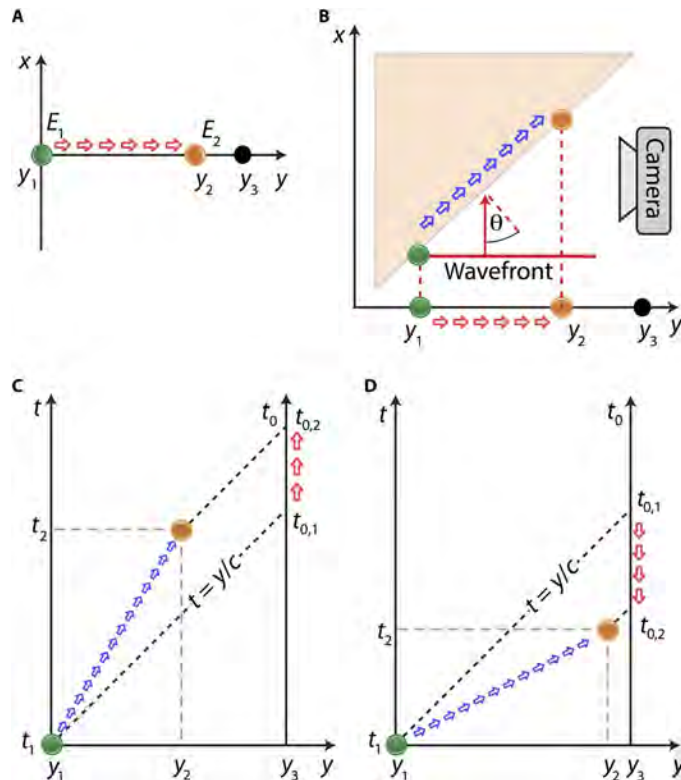 A
x
E₁
E₂
y₁
y₂
y₃
y
B
x
θ
Wavefront
Camera
y₁
y₂
y₃
y
C
t
t₀
t₀,₂
t₂
t₀,₁
t = y/c
t₁
y₁
y₂
y₃
y
D
t
t₀
t₀,₁
t = y/c
t₂
t₀,₂
t₁
y₁
y₂
y₃
y